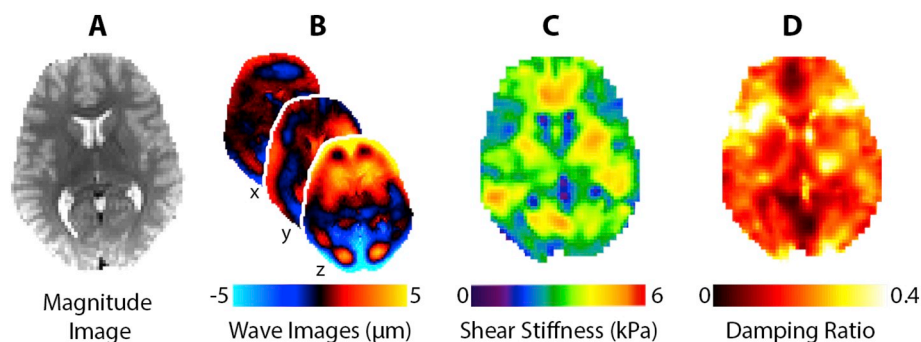 A
B
C
D
x
y
z
Magnitude
Image
-5 5
Wave Images (µm)
0 6
Shear Stiffness (kPa)
0 0.4
Damping Ratio